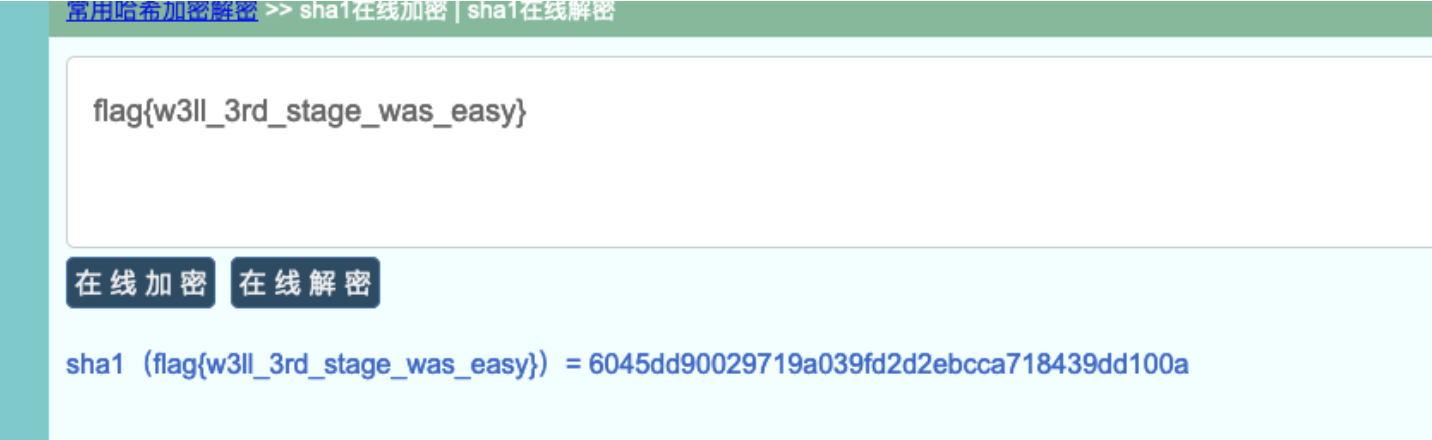 常用哈希加密解密 >> sha1在线加密 | sha1在线解密
flag{w3ll_3rd_stage_was_easy}
在线加密 在线解密
sha1（flag{w3ll_3rd_stage_was_easy}）= 6045dd90029719a039fd2d2ebcca718439dd100a